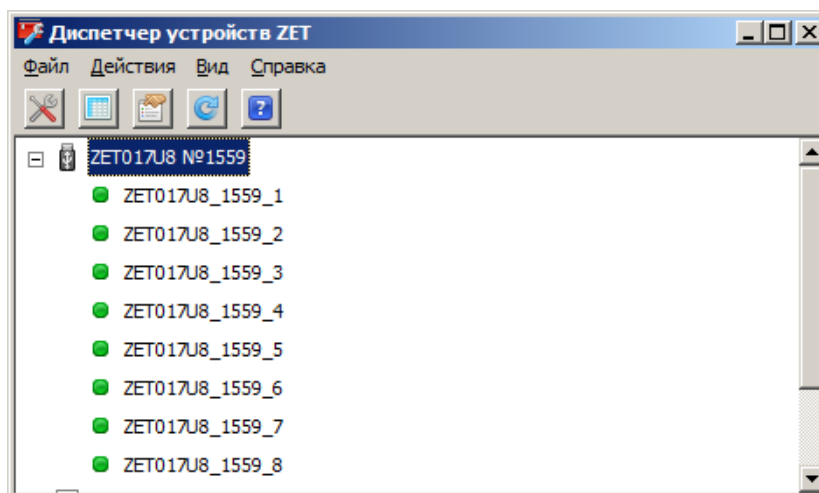 Диспетчер устройств ZET
Файл Действия Вид Справка
ZET017U8 №1559
ZET017U8_1559_1
ZET017U8_1559_2
ZET017U8_1559_3
ZET017U8_1559_4
ZET017U8_1559_5
ZET017U8_1559_6
ZET017U8_1559_7
ZET017U8_1559_8